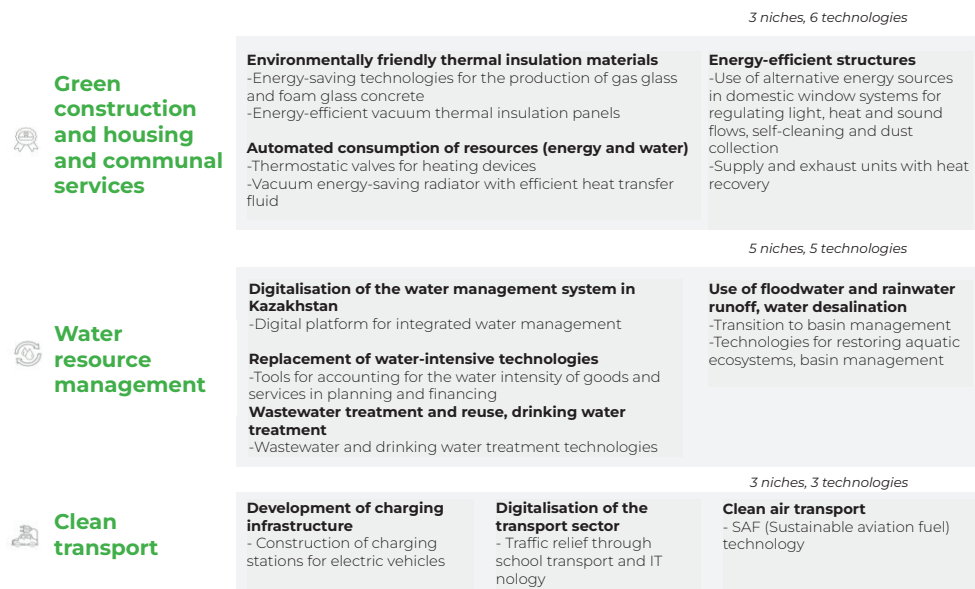 3 niches, 6 technologies
Green
construction
and housing
and communal
services
Environmentally friendly thermal insulation materials
-Energy-saving technologies for the production of gas glass
and foam glass concrete
-Energy-efficient vacuum thermal insulation panels
Automated consumption of resources (energy and water)
-Thermostatic valves for heating devices
-Vacuum energy-saving radiator with efficient heat transfer
fluid
Energy-efficient structures
-Use of alternative energy sources
in domestic window systems for
regulating light, heat and sound
flows, self-cleaning and dust
collection
-Supply and exhaust units with heat
recovery
5 niches, 5 technologies
Water
resource
management
Digitalisation of the water management system in
Kazakhstan
-Digital platform for integrated water management
Replacement of water-intensive technologies
-Tools for accounting for the water intensity of goods and
services in planning and financing
Wastewater treatment and reuse, drinking water
treatment
-Wastewater and drinking water treatment technologies
Use of floodwater and rainwater
runoff, water desalination
-Transition to basin management
-Technologies for restoring aquatic
ecosystems, basin management
3 niches, 3 technologies
Clean
transport
Development of charging
infrastructure
- Construction of charging
stations for electric vehicles
Digitalisation of the
transport sector
- Traffic relief through
school transport and IT
nology
Clean air transport
- SAF (Sustainable aviation fuel)
technology